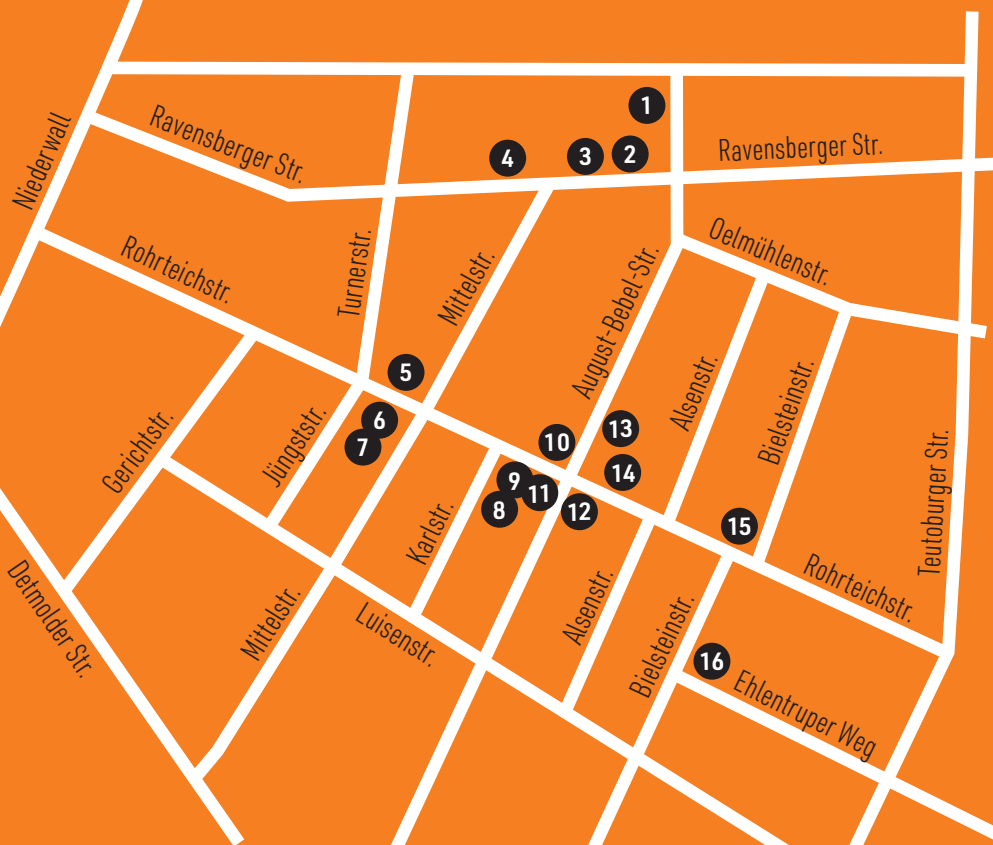 1
Niederwall
Ravensberger Str.
4
3
2
Ravensberger Str.
Rohrteichstr.
Turnerstr.
Mittelstr.
August-Bebel-Str.
Oelmühlenstr.
5
6
7
Gerichtstr.
Jüngststr.
Alsenstr.
Bielsteinstr.
10
13
9
11
14
8
12
15
Karlstr.
Teutoburger Str.
Detmolder Str.
Mittelstr.
Luisenstr.
Alsenstr.
Bielsteinstr.
Rohrteichstr.
16
Ehlentruper Weg